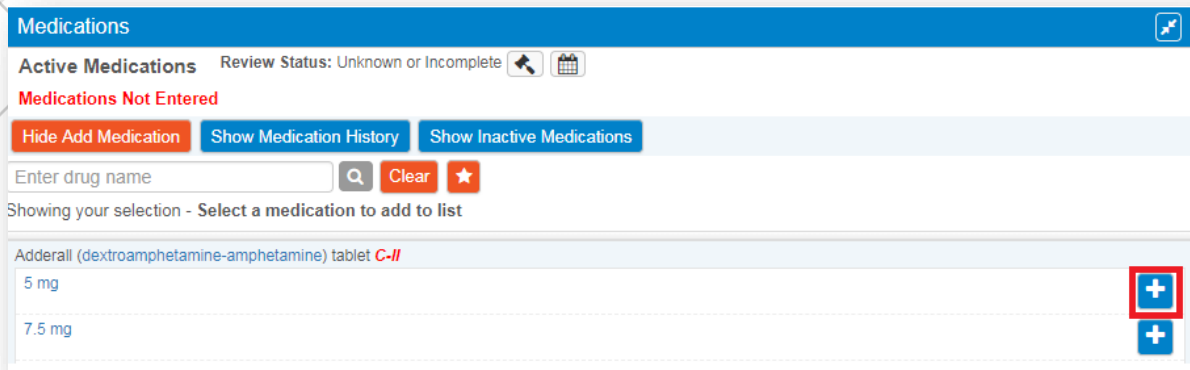 Medications
Active Medications Review Status: Unknown or Incomplete
Medications Not Entered
Hide Add Medication Show Medication History Show Inactive Medications
Enter drug name Clear
Showing your selection - Select a medication to add to list
Adderall (dextroamphetamine-amphetamine) tablet C-II
5 mg
7.5 mg